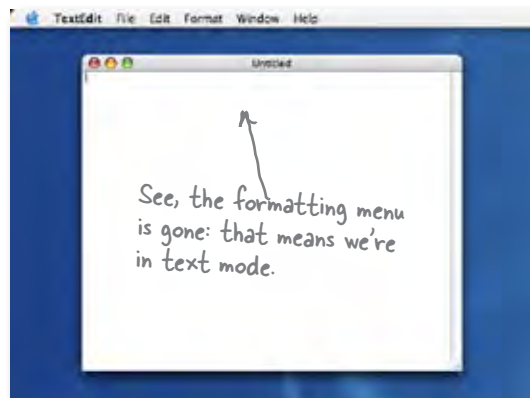 TextEdit File Edit Format Window Help
Untitled
See, the formatting menu
is gone: that means we're
in text mode.